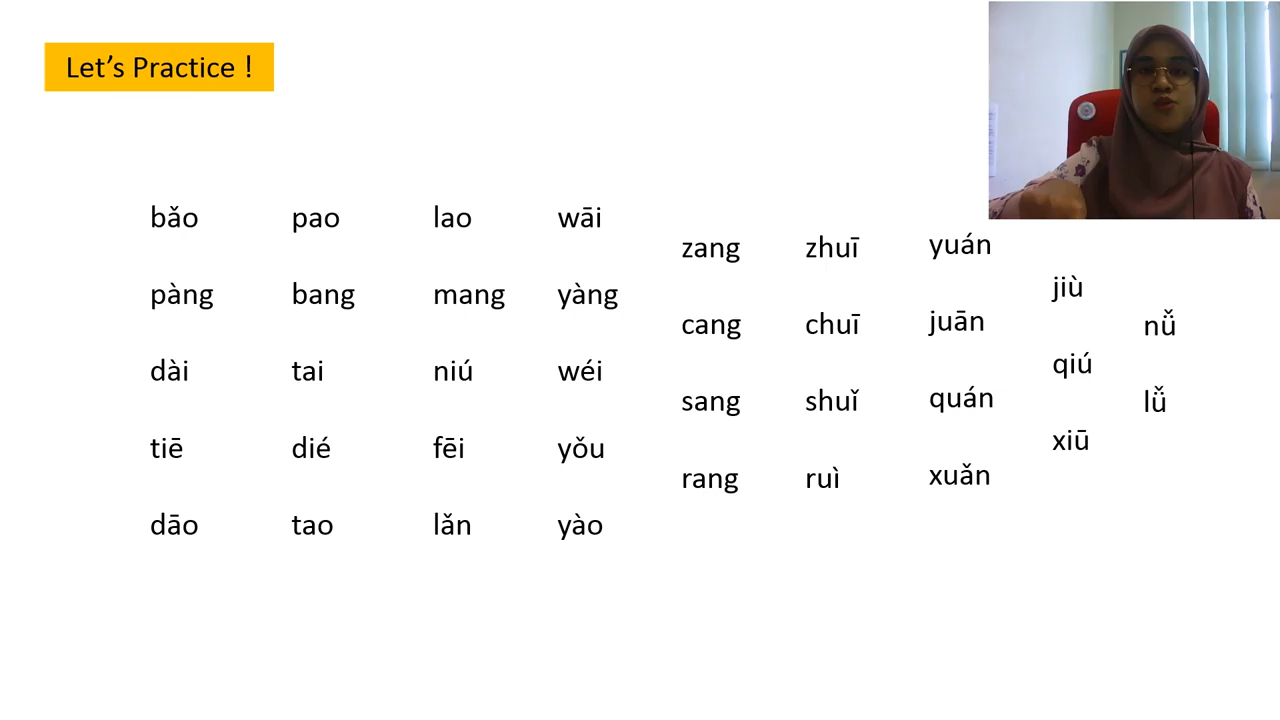 Let's Practice !
bǎo pao lao wāi
pàng bang mang yàng
dài tai niú wéi
tiē dié fēi yǒu
dāo tao lǎn yào
zang zhuī yuán
cang chuī juān
sang shuǐ quán
rang ruì xuǎn
jiù
qiú
xiū
nǚ
lǚ